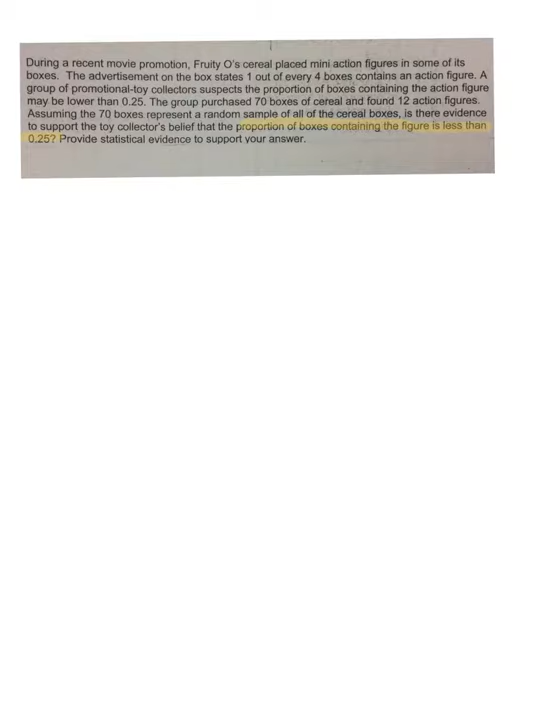 During a recent movie promotion, Fruity O's cereal placed mini action figures in some of its
boxes. The advertisement on the box states 1 out of every 4 boxes contains an action figure. A
group of promotional-toy collectors suspects the proportion of boxes containing the action figure
may be lower than 0.25. The group purchased 70 boxes of cereal and found 12 action figures.
Assuming the 70 boxes represent a random sample of all of the cereal boxes, is there evidence
to support the toy collector's belief that the proportion of boxes containing the figure is less than
0.25? Provide statistical evidence to support your answer.